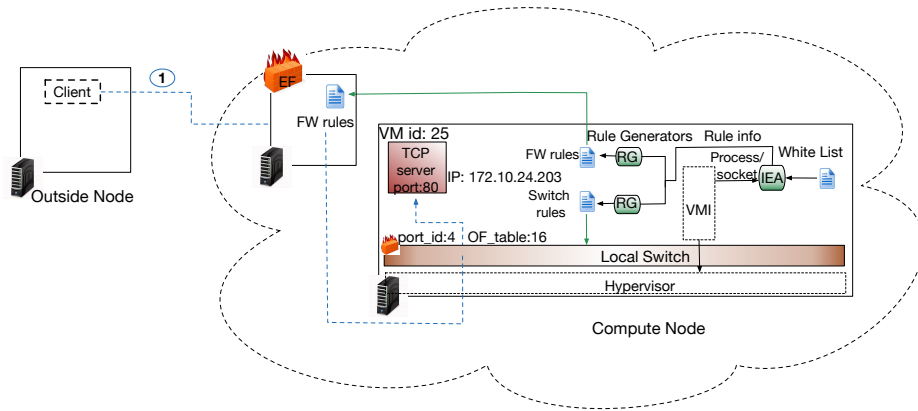 1
Client
Outside Node
EF
FW rules
VM id: 25
TCP
server
port:80
IP: 172.10.24.203
Rule Generators
Rule info
FW rules
RG
Process/
socket
White List
IEA
Switch
rules
RG
VMI
port_id:4
OF_table:16
Local Switch
Hypervisor
Compute Node